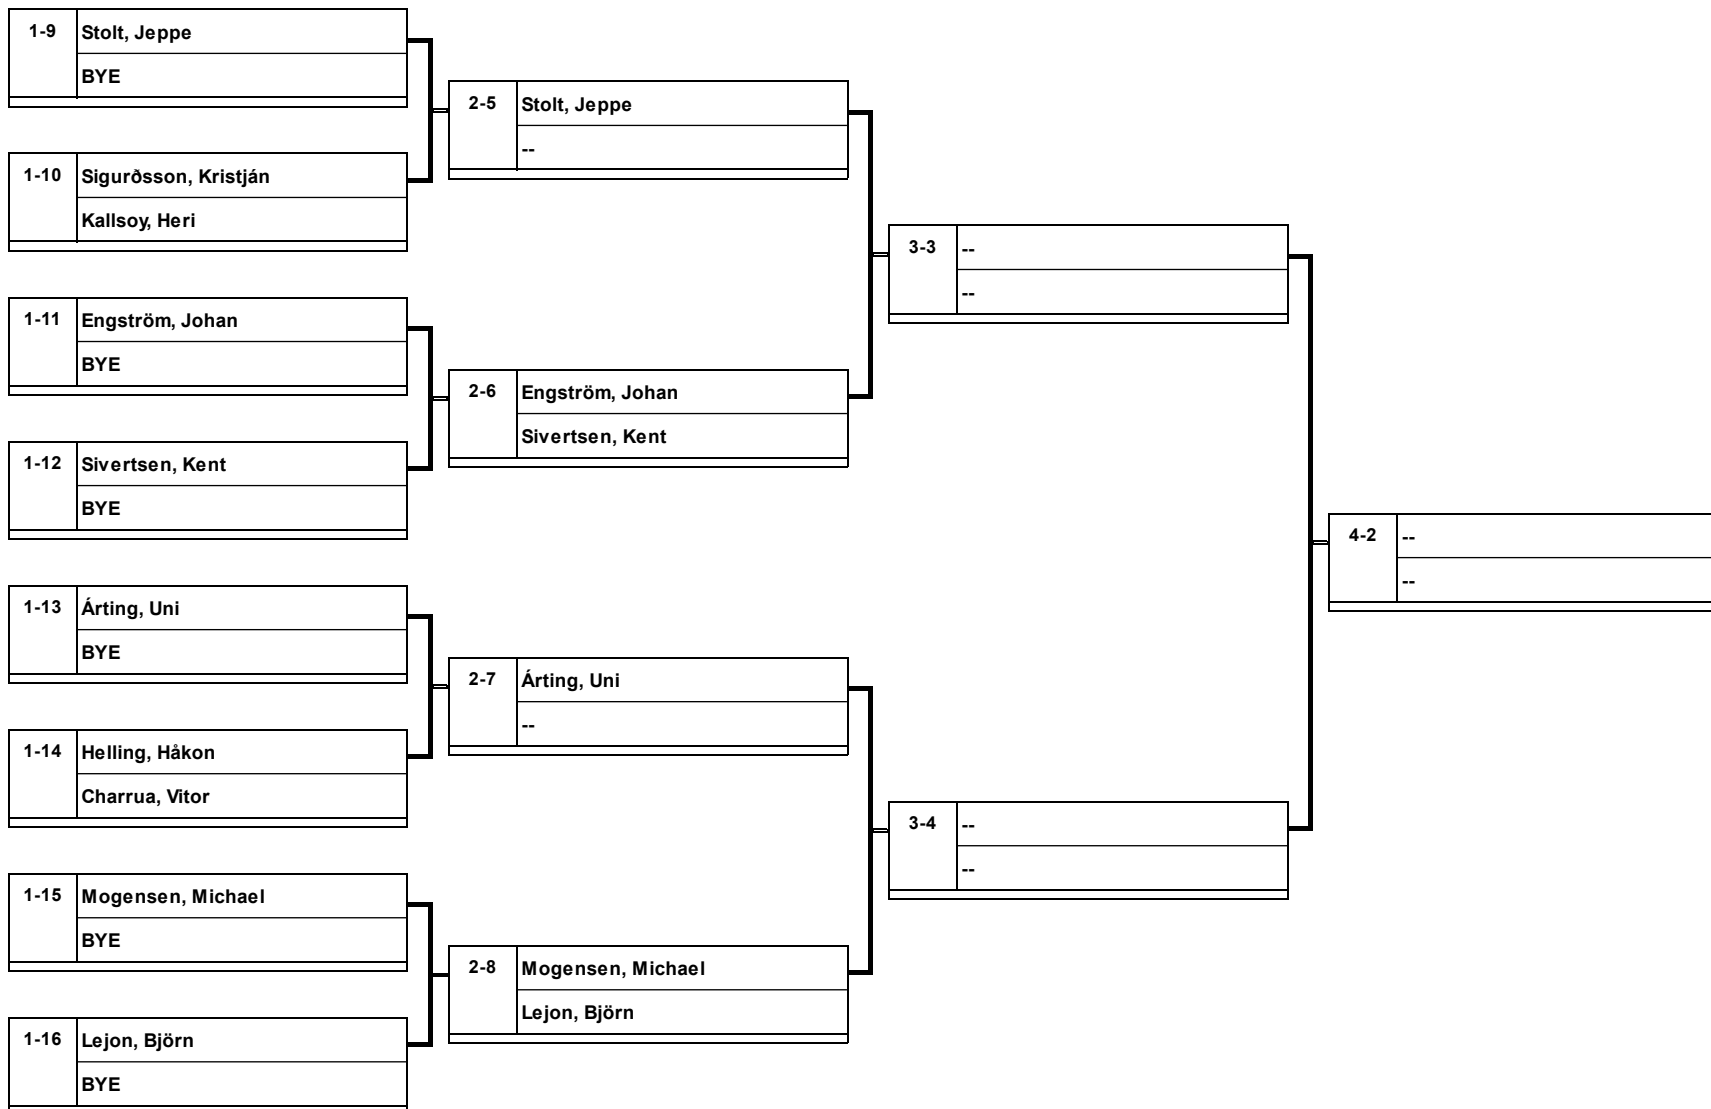 1-9 Stolt, Jeppe
BYE
1-10 Sigurðsson, Kristján
Kallsoy, Heri
1-11 Engström, Johan
BYE
1-12 Sivertsen, Kent
BYE
1-13 Árting, Uni
BYE
1-14 Helling, Håkon
Charrua, Vitor
1-15 Mogensen, Michael
BYE
1-16 Lejon, Björn
BYE
2-5 Stolt, Jeppe
--
2-6 Engström, Johan
Sivertsen, Kent
2-7 Árting, Uni
--
2-8 Mogensen, Michael
Lejon, Björn
3-3 --
--
3-4 --
--
4-2 --
--